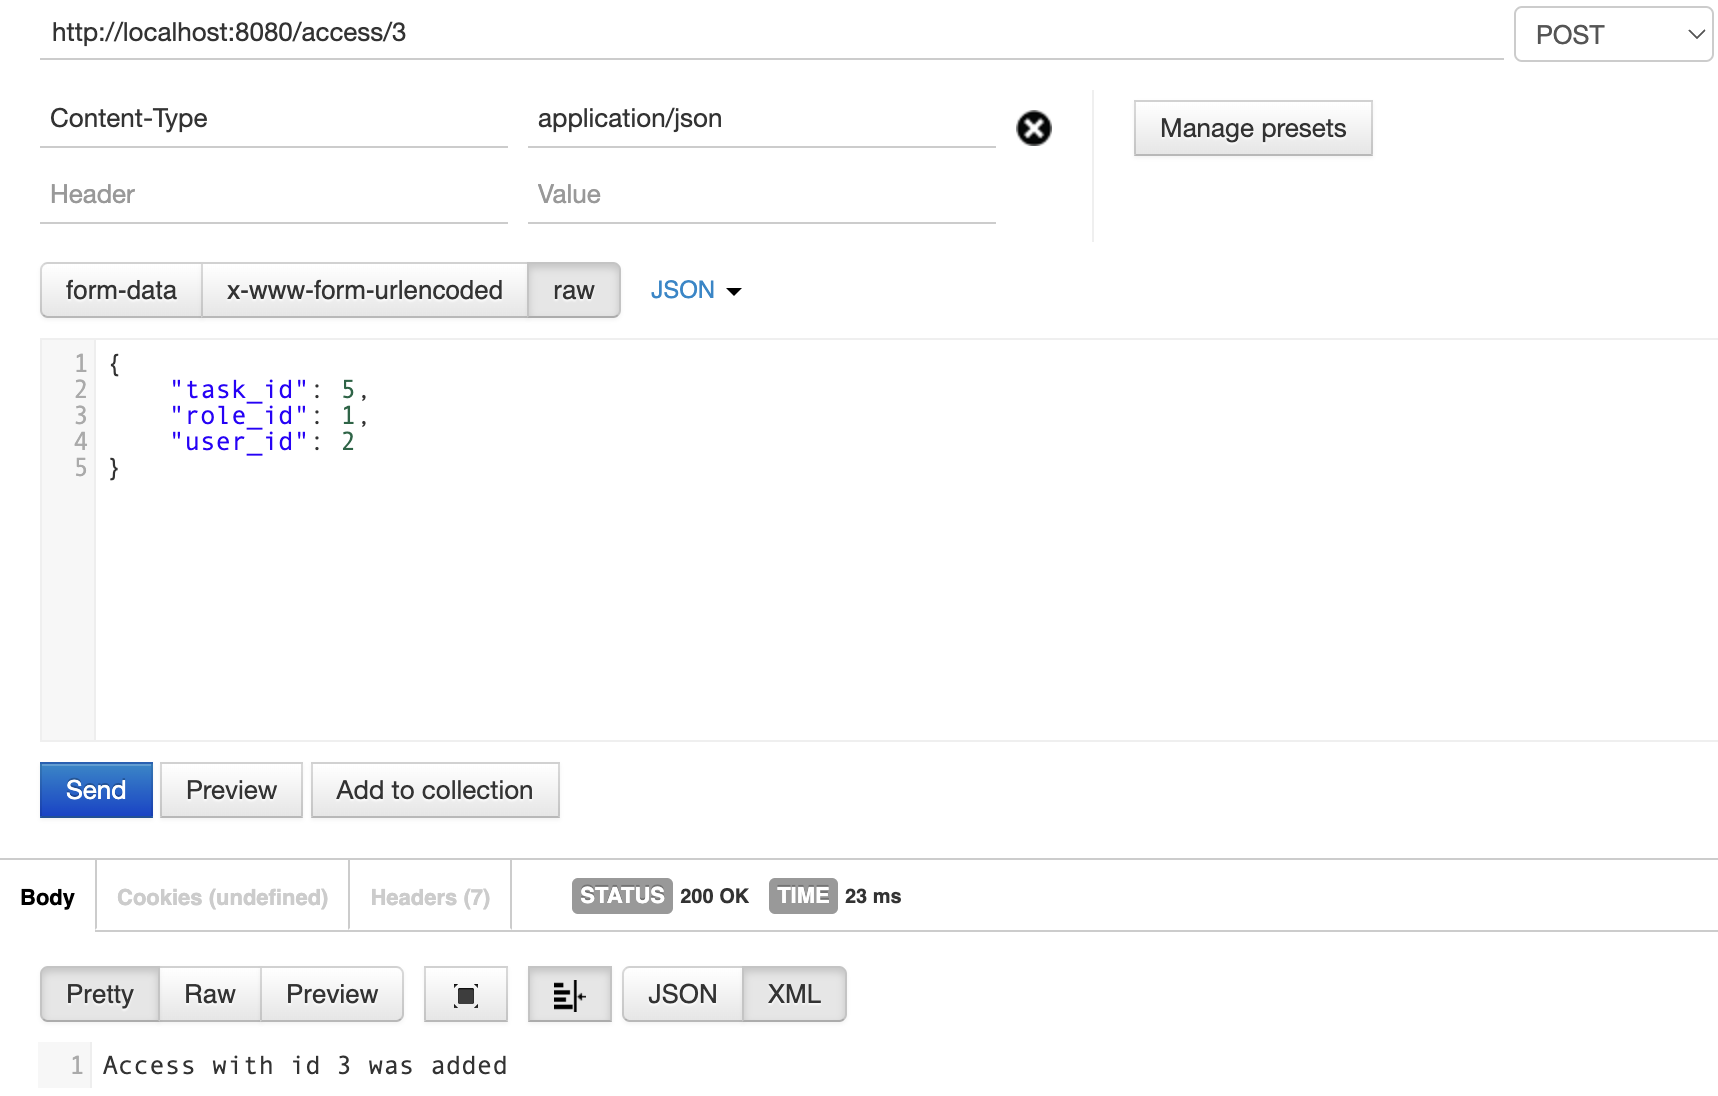 http://localhost:8080/access/3 POST
Content-Type application/json Manage presets
Header Value
form-data x-www-form-urlencoded raw JSON
1 {
2 "task_id": 5,
3 "role_id": 1,
4 "user_id": 2
5 }
Send Preview Add to collection
Body Cookies (undefined) Headers (7) STATUS 200 OK TIME 23 ms
Pretty Raw Preview JSON XML
1 Access with id 3 was added